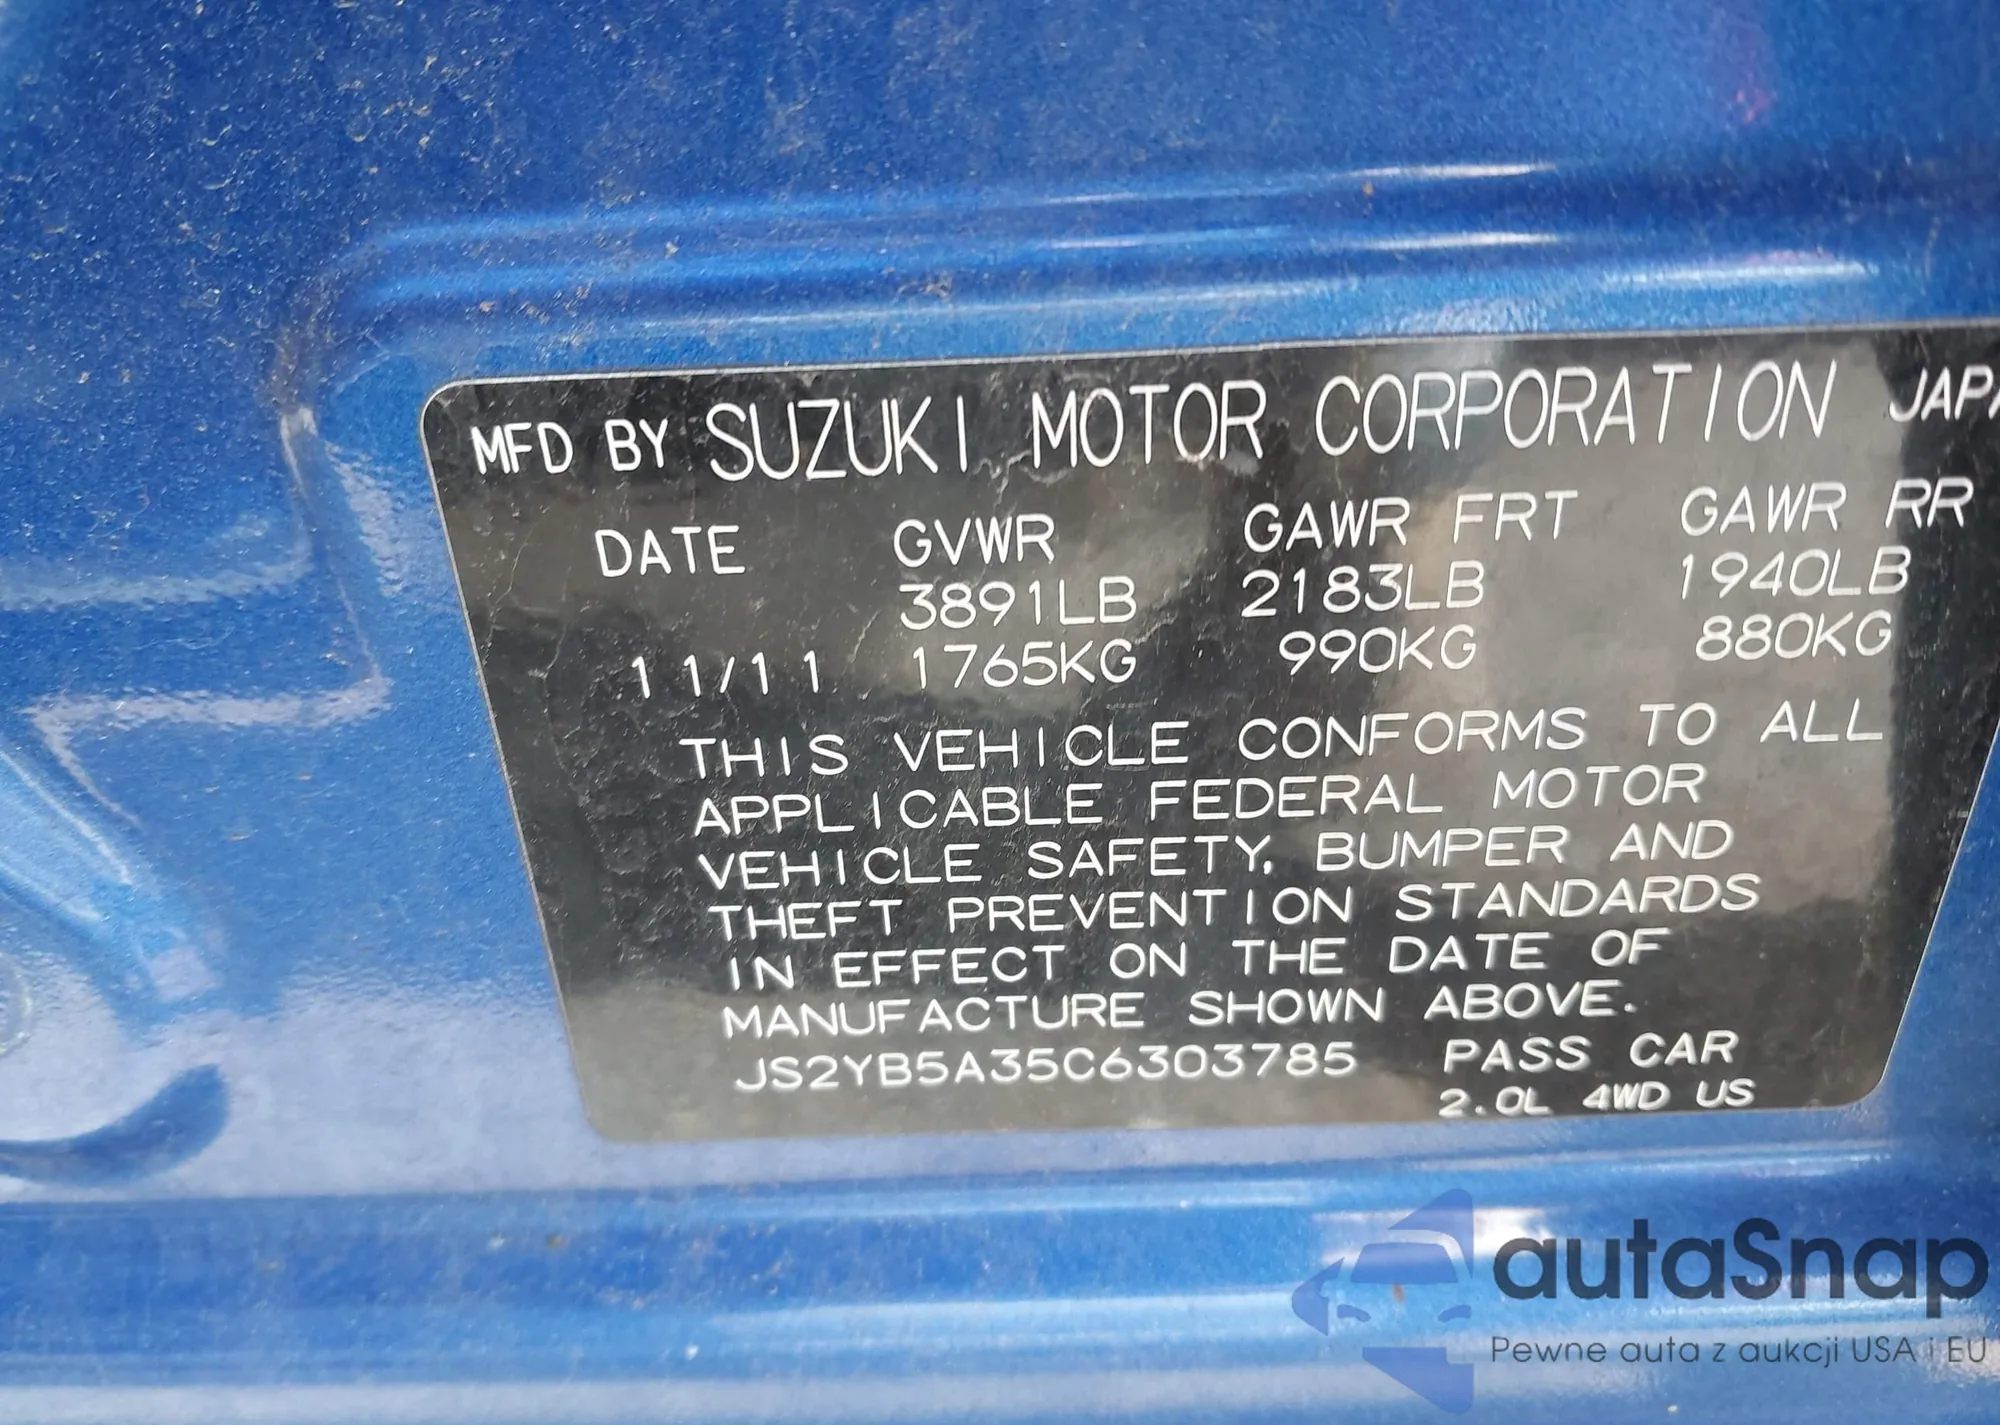 MFD BY SUZUKI MOTOR CORPORATION JAPA
DATE GVWR GAWR FRT GAWR RR
3891LB 2183LB 1940LB
11/11 1765KG 990KG 880KG
THIS VEHICLE CONFORMS TO ALL
APPLICABLE FEDERAL MOTOR
VEHICLE SAFETY, BUMPER AND
THEFT PREVENTION STANDARDS
IN EFFECT ON THE DATE OF
MANUFACTURE SHOWN ABOVE.
JS2YB5A35C6303785 PASS CAR
2.0L 4WD US
autaSnap
Pewne auta z aukcji USA i EU